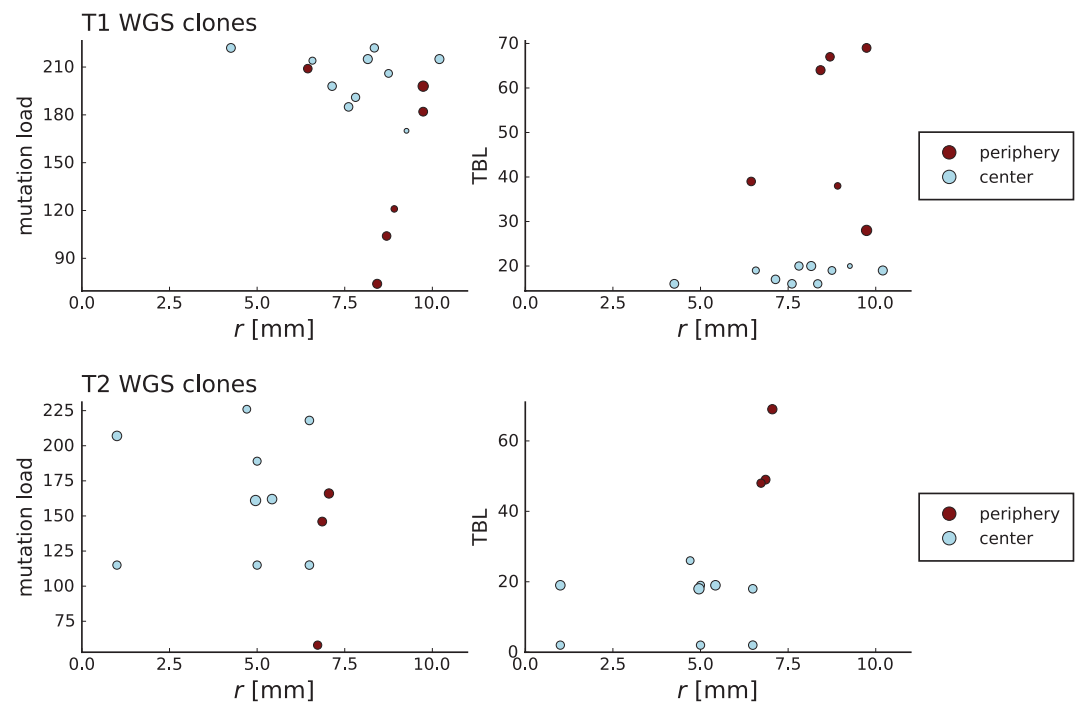 T1 WGS clones
mutation load
210
180
150
120
90
0.0 2.5 5.0 7.5 10.0
r [mm]
TBL
70
60
50
40
30
20
0.0 2.5 5.0 7.5 10.0
r [mm]
periphery
center
T2 WGS clones
mutation load
225
200
175
150
125
100
75
0.0 2.5 5.0 7.5 10.0
r [mm]
TBL
60
40
20
0
0.0 2.5 5.0 7.5 10.0
r [mm]
periphery
center